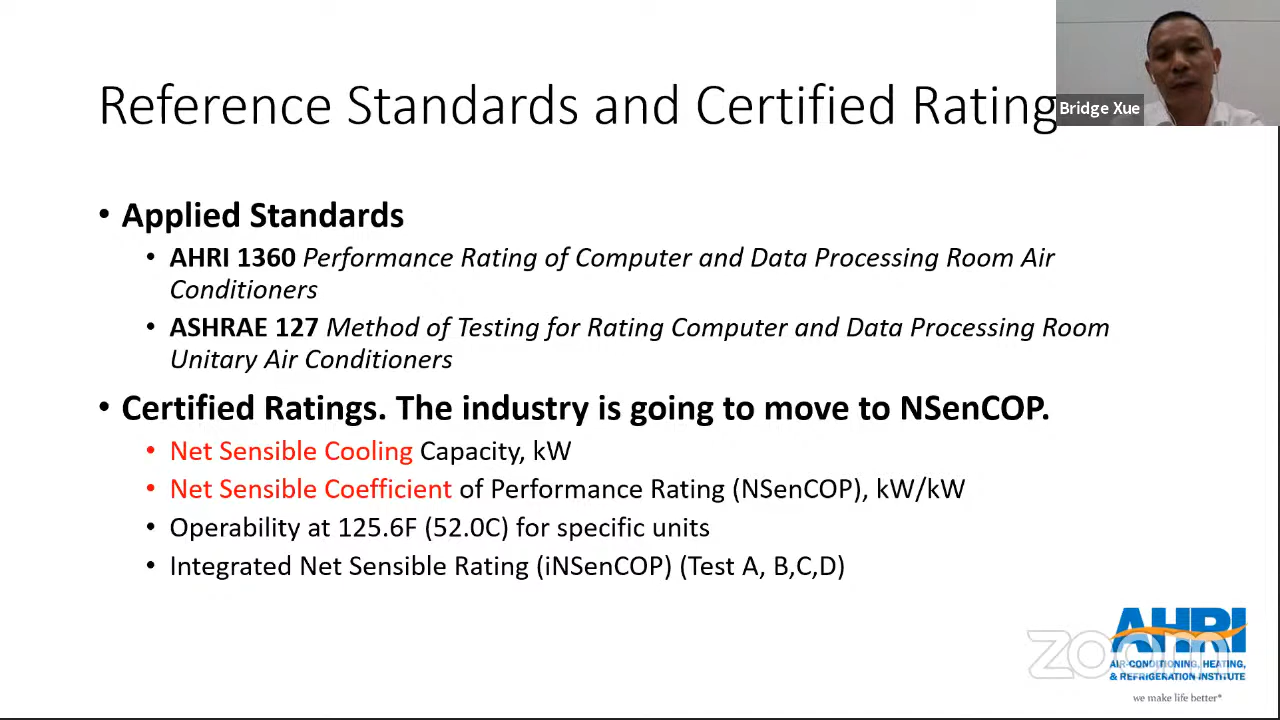 Reference Standards and Certified Rating
Bridge Xue
• Applied Standards
• AHRI 1360 Performance Rating of Computer and Data Processing Room Air
Conditioners
• ASHRAE 127 Method of Testing for Rating Computer and Data Processing Room
Unitary Air Conditioners
• Certified Ratings. The industry is going to move to NSenCOP.
• Net Sensible Cooling Capacity, kW
• Net Sensible Coefficient of Performance Rating (NSenCOP), kW/kW
• Operability at 125.6F (52.0C) for specific units
• Integrated Net Sensible Rating (iNSenCOP) (Test A, B,C,D)
AHRI
zoom
AIR-CONDITIONING, HEATING,
& REFRIGERATION INSTITUTE
we make life better*